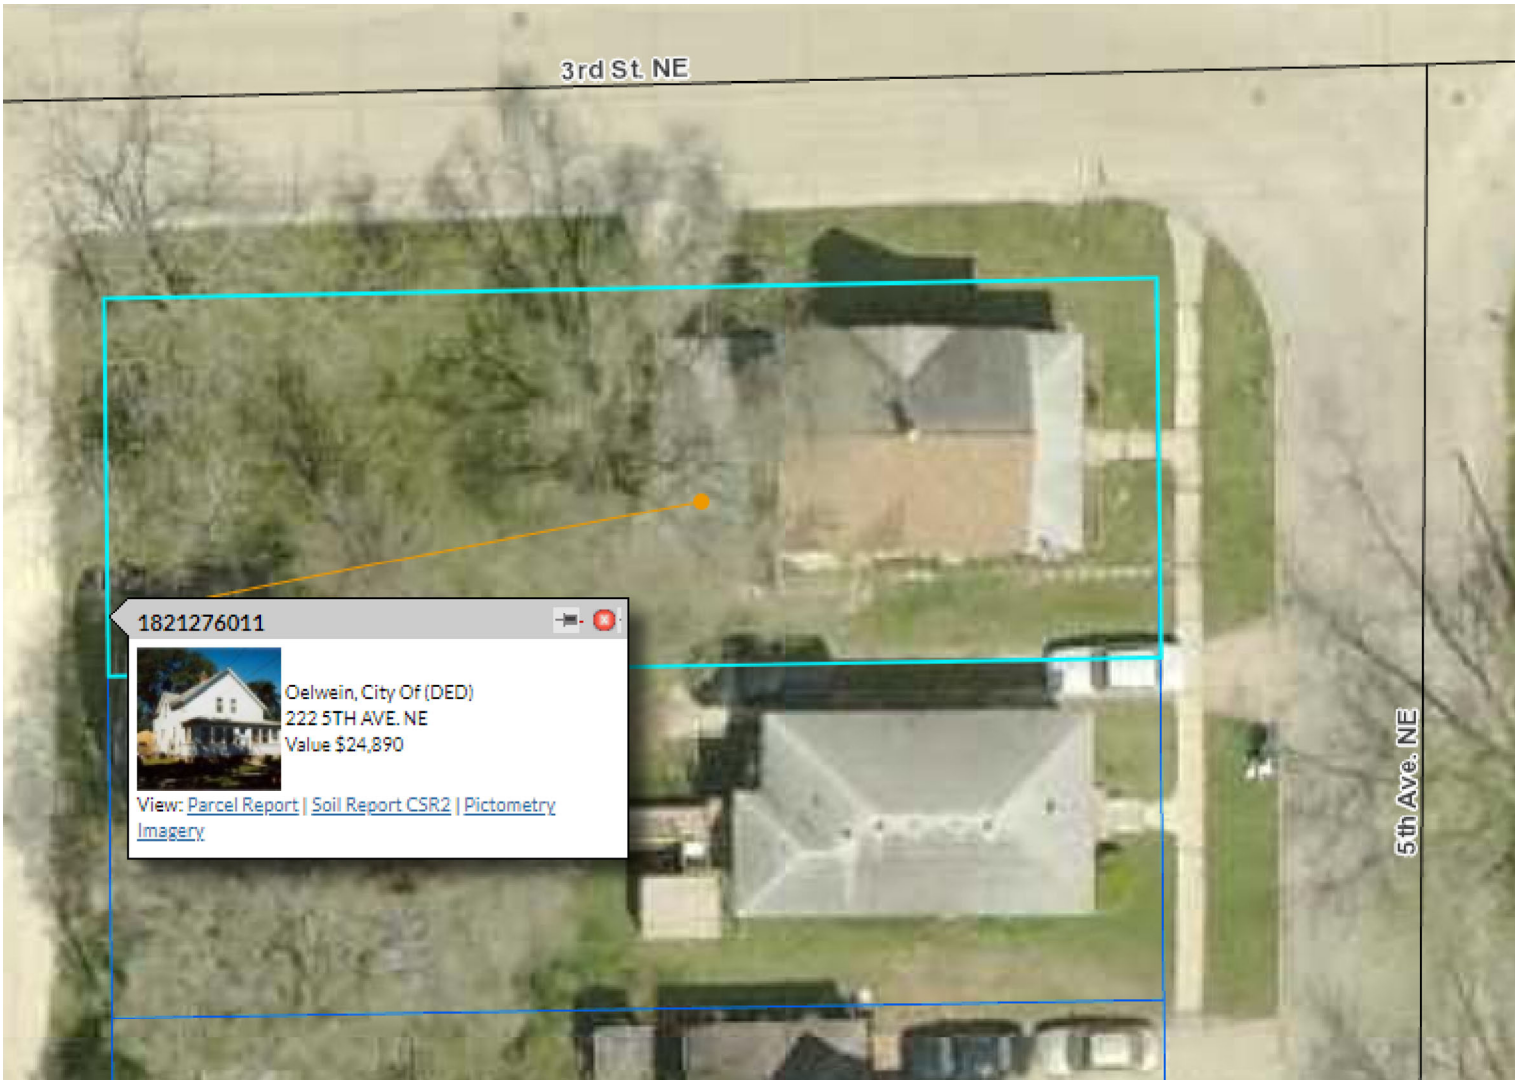 3rd St. NE
1821276011
Oelwein, City Of (DED)
222 5TH AVE. NE
Value $24,890
View: Parcel Report | Soil Report CSR2 | Pictometry
Imagery
5th Ave. NE